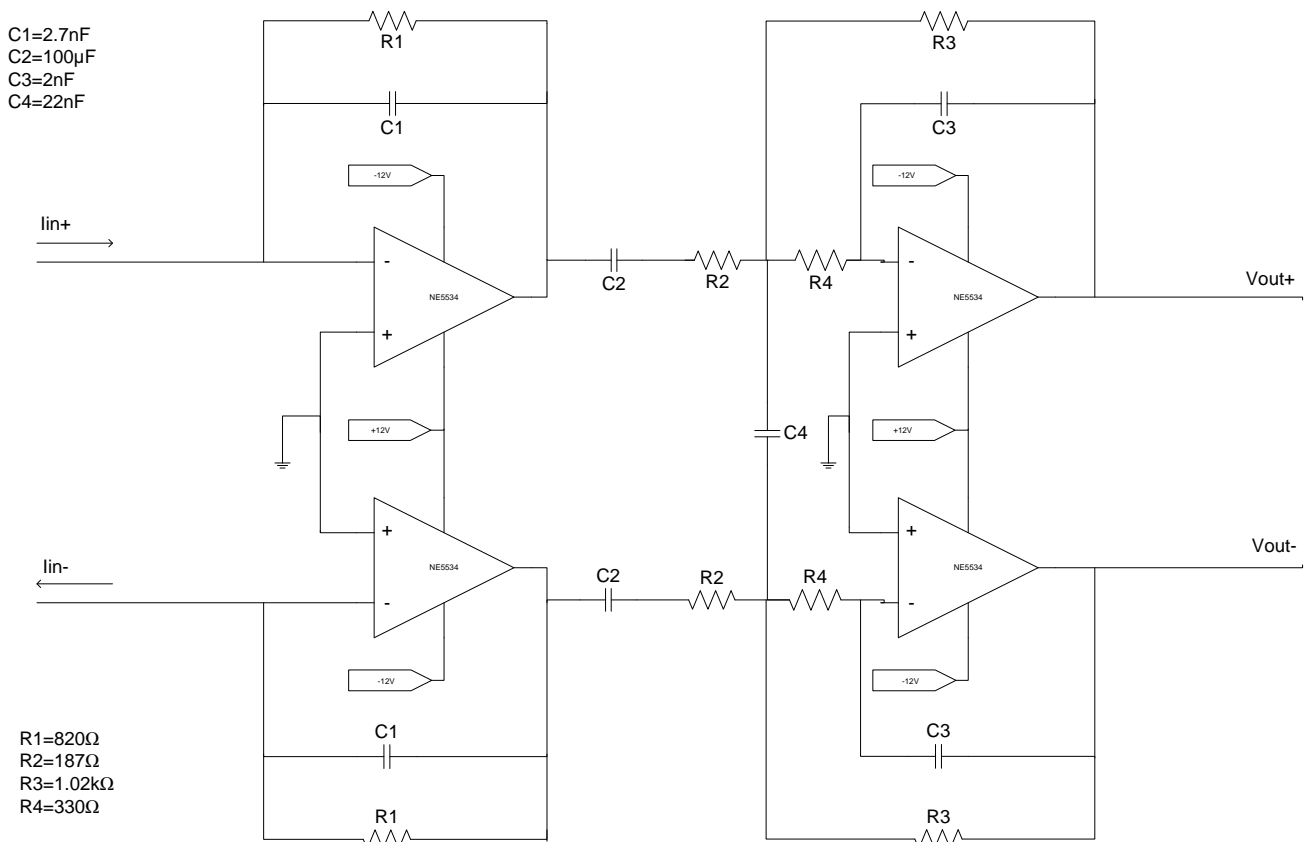 C1=2.7nF
C2=100µF
C3=2nF
C4=22nF
R1
R3
C1
C3
-12V
-12V
Iin+
-
-
NE5534
NE5534
C2
R2
R4
Vout+
+
+
+12V
+12V
C4
+
+
Iin-
NE5534
NE5534
Vout-
C2
R2
R4
-
-
-12V
-12V
C1
C3
R1=820Ω
R2=187Ω
R3=1.02kΩ
R4=330Ω
R1
R3